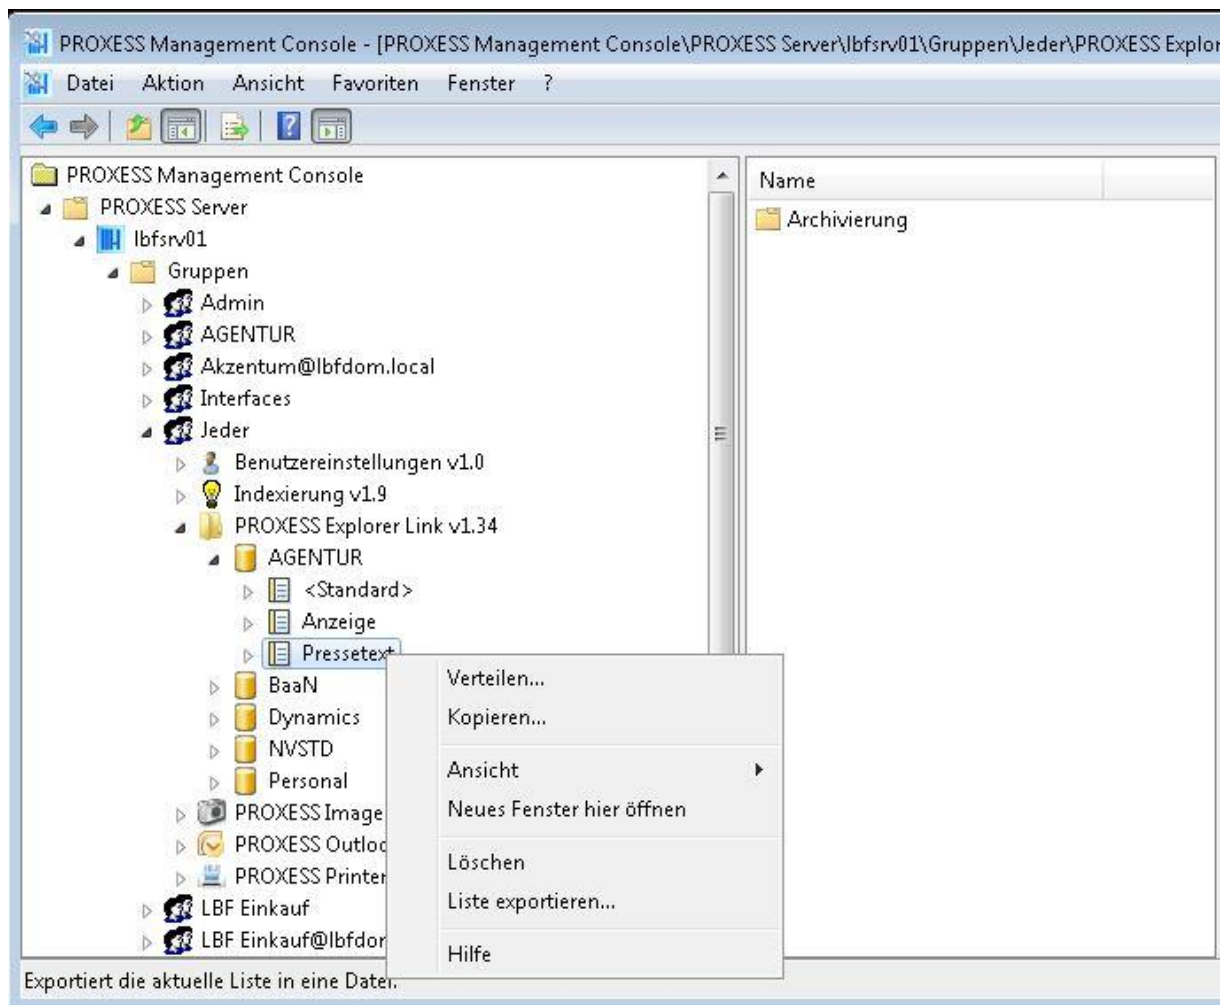 PROXESS Management Console - [PROXESS Management Console\PROXESS Server\lbfsrv01\Gruppen\Jeder\PROXESS Explor
Datei Aktion Ansicht Favoriten Fenster ?
PROXESS Management Console
PROXESS Server
lbfsrv01
Gruppen
Admin
AGENTUR
Akzentum@lbfdom.local
Interfaces
Jeder
Benutzereinstellungen v1.0
Indexierung v1.9
PROXESS Explorer Link v1.34
AGENTUR
<Standard>
Anzeige
Pressetext
BaaN
Dynamics
NVSTD
Personal
PROXESS Image
PROXESS Outloo
PROXESS Printer
LBF Einkauf
LBF Einkauf@lbfdor
Name
Archivierung
Verteilen...
Kopieren...
Ansicht
Neues Fenster hier öffnen
Löschen
Liste exportieren...
Hilfe
Exportiert die aktuelle Liste in eine Datei.